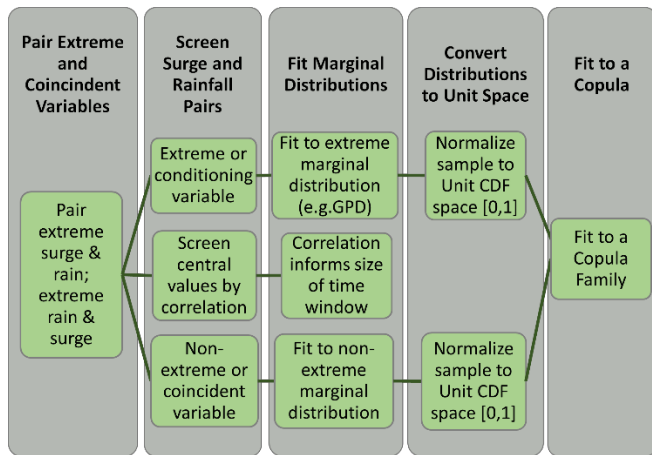 Pair Extreme
and
Coincident
Variables
Screen
Surge and
Rainfall
Pairs
Fit Marginal
Distributions
Convert
Distributions
to Unit Space
Fit to a
Copula
Pair
extreme
surge &
rain;
extreme
rain &
surge
Extreme or
conditioning
variable
Fit to extreme
marginal
distribution
(e.g.GPD)
Normalize
sample to
Unit CDF
space [0,1]
Screen
central
values by
correlation
Correlation
informs size
of time
window
Non-
extreme or
coincident
variable
Fit to non-
extreme
marginal
distribution
Normalize
sample to
Unit CDF
space [0,1]
Fit to a
Copula
Family